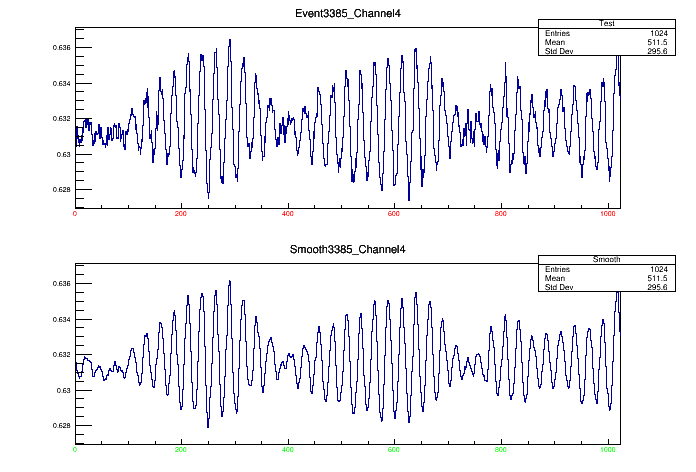 Event3385_Channel4
Test
Entries 1024
Mean 511.5
Std Dev 295.6
0.636
0.634
0.632
0.63
0.628
0 200 400 600 800 1000
Smooth3385_Channel4
Smooth
Entries 1024
Mean 511.5
Std Dev 295.6
0.636
0.634
0.632
0.63
0.628
0 200 400 600 800 1000